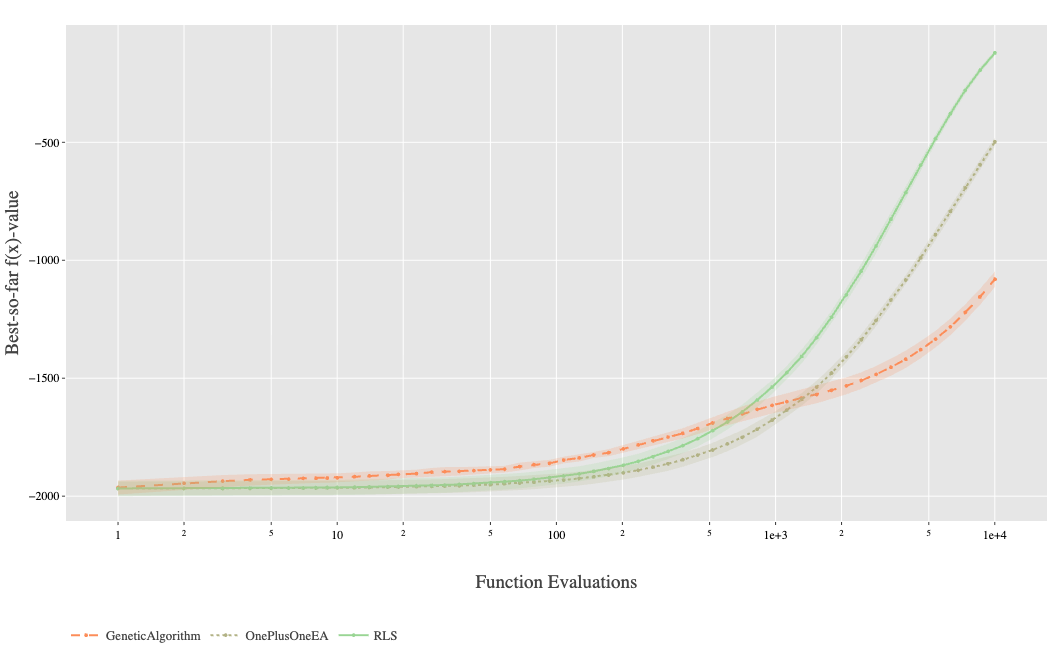 Best-so-far f(x)-value
−500
−1000
−1500
−2000
1 2 5 10 2 5 100 2 5 1e+3 2 5 1e+4
Function Evaluations
GeneticAlgorithm OnePlusOneEA RLS